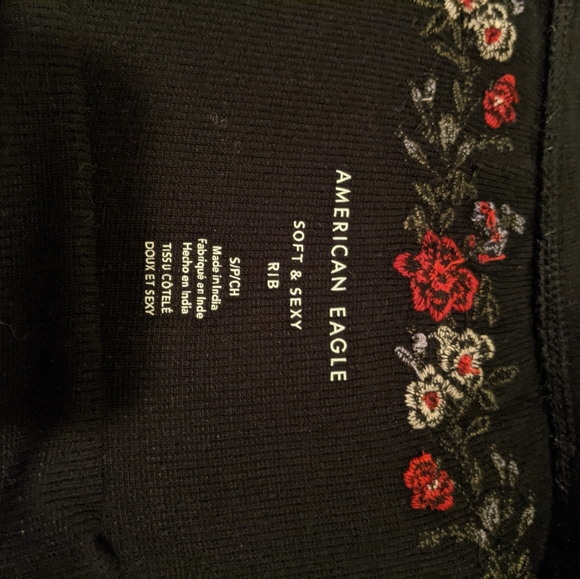 AMERICAN EAGLE
SOFT & SEXY
RIB
S/P/CH
Made in India
Fabriqué en Inde
Hecho en India
TISSU CÔTELÉ
DOUX ET SEXY